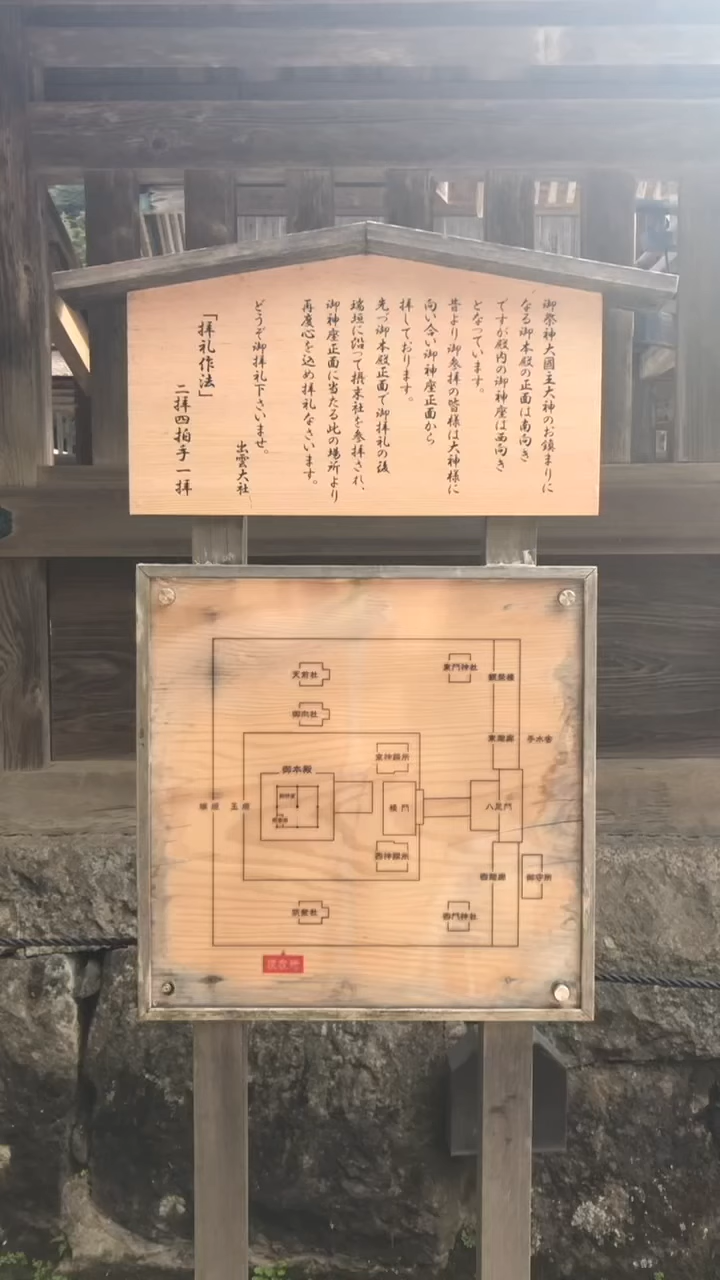 御祭神大國主大神のお鎮まりに
なる御本殿の正面は南向き
ですが殿内の御神座は西向き
となっています。
昔より御参拝の皆様は大神様に
向い合い御神座正面から
拝しております。
先づ御本殿正面で御拝礼の後
瑞垣に沿って摂末社を参拝され、
御神座正面に当たる此の場所より
再度心を込め拝礼なさいます。
どうぞ御拝礼下さいませ。
出雲大社
「拝礼作法」
二拝四拍手一拝
天前社
東門神社
観祭楼
御向社
東廻廊
手水舎
東神饌所
御本殿
御神座
瑞垣
玉垣
楼門
八足門
西神饌所
西廻廊
御守所
筑紫社
西門神社
現在所